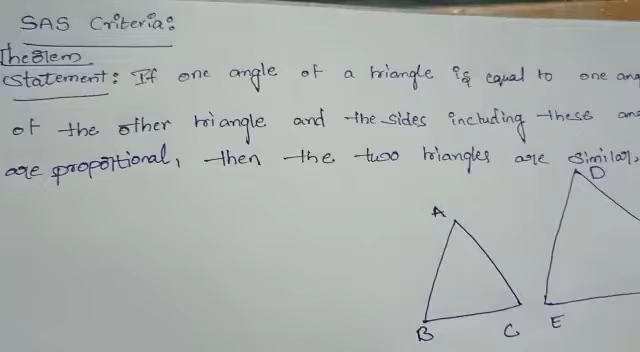 SAS Criteria:
Theorem
Statement: If one angle of a triangle is equal to one ang
of the other triangle and the sides including these an
are proportional, then the two triangles are similar.
A
D
B
C
E